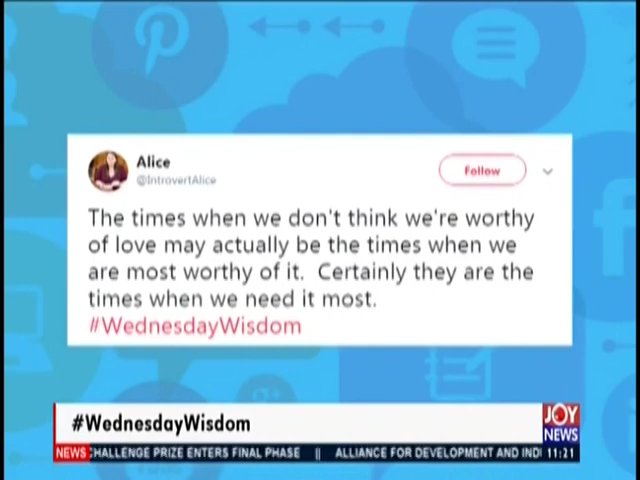 Alice
@IntrovertAlice
Follow
The times when we don't think we're worthy
of love may actually be the times when we
are most worthy of it. Certainly they are the
times when we need it most.
#WednesdayWisdom
#WednesdayWisdom
JOY
NEWS
NEWS CHALLENGE PRIZE ENTERS FINAL PHASE || ALLIANCE FOR DEVELOPMENT AND INDI 11:21